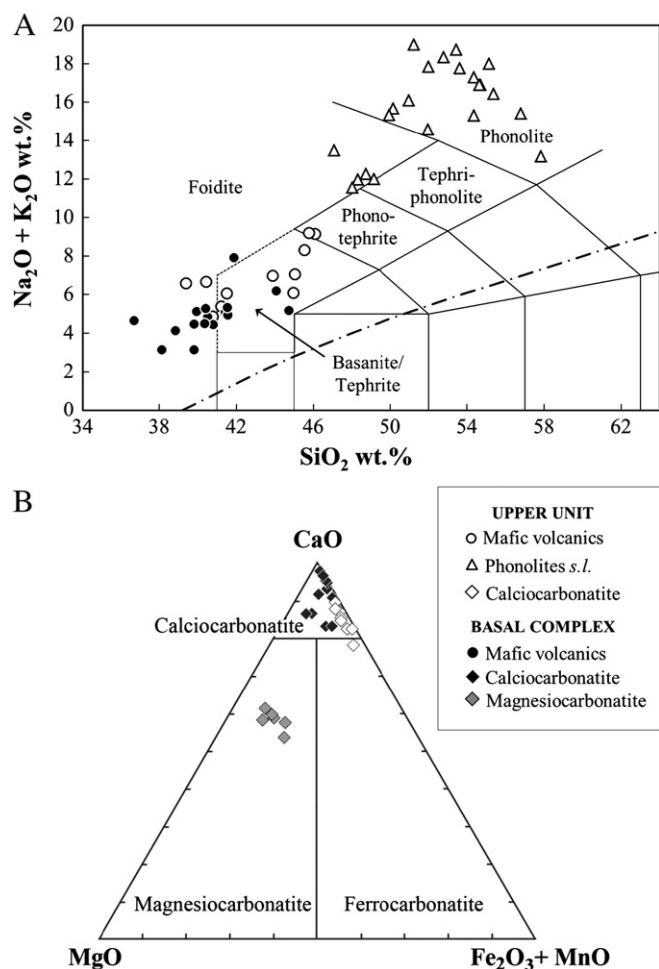 A
20
18
16
14
12
10
8
6
4
2
0
Na₂O + K₂O wt.%
34
38
42
46
50
54
58
62
SiO₂ wt.%
Foidite
Phonolite
Tephri-
phonolite
Phono-
tephrite
Basanite/
Tephrite
B
CaO
Calciocarbonatite
Magnesiocarbonatite
Ferrocarbonatite
MgO
Fe₂O₃+ MnO
UPPER UNIT
Mafic volcanics
Phonolites s.l.
Calciocarbonatite
BASAL COMPLEX
Mafic volcanics
Calciocarbonatite
Magnesiocarbonatite